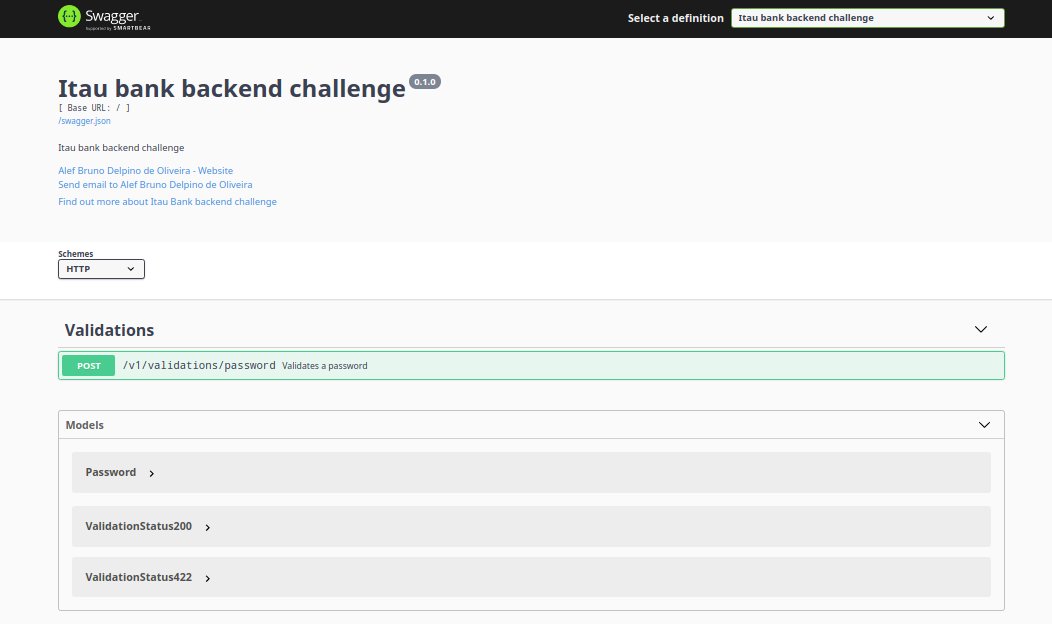 Swagger
Supported by SMARTBEAR
Select a definition
Itau bank backend challenge
Itau bank backend challenge 0.1.0
[ Base URL: / ]
/swagger.json
Itau bank backend challenge
Alef Bruno Delpino de Oliveira - Website
Send email to Alef Bruno Delpino de Oliveira
Find out more about Itau Bank backend challenge
Schemes
HTTP
Validations
POST /v1/validations/password Validates a password
Models
Password
ValidationStatus200
ValidationStatus422